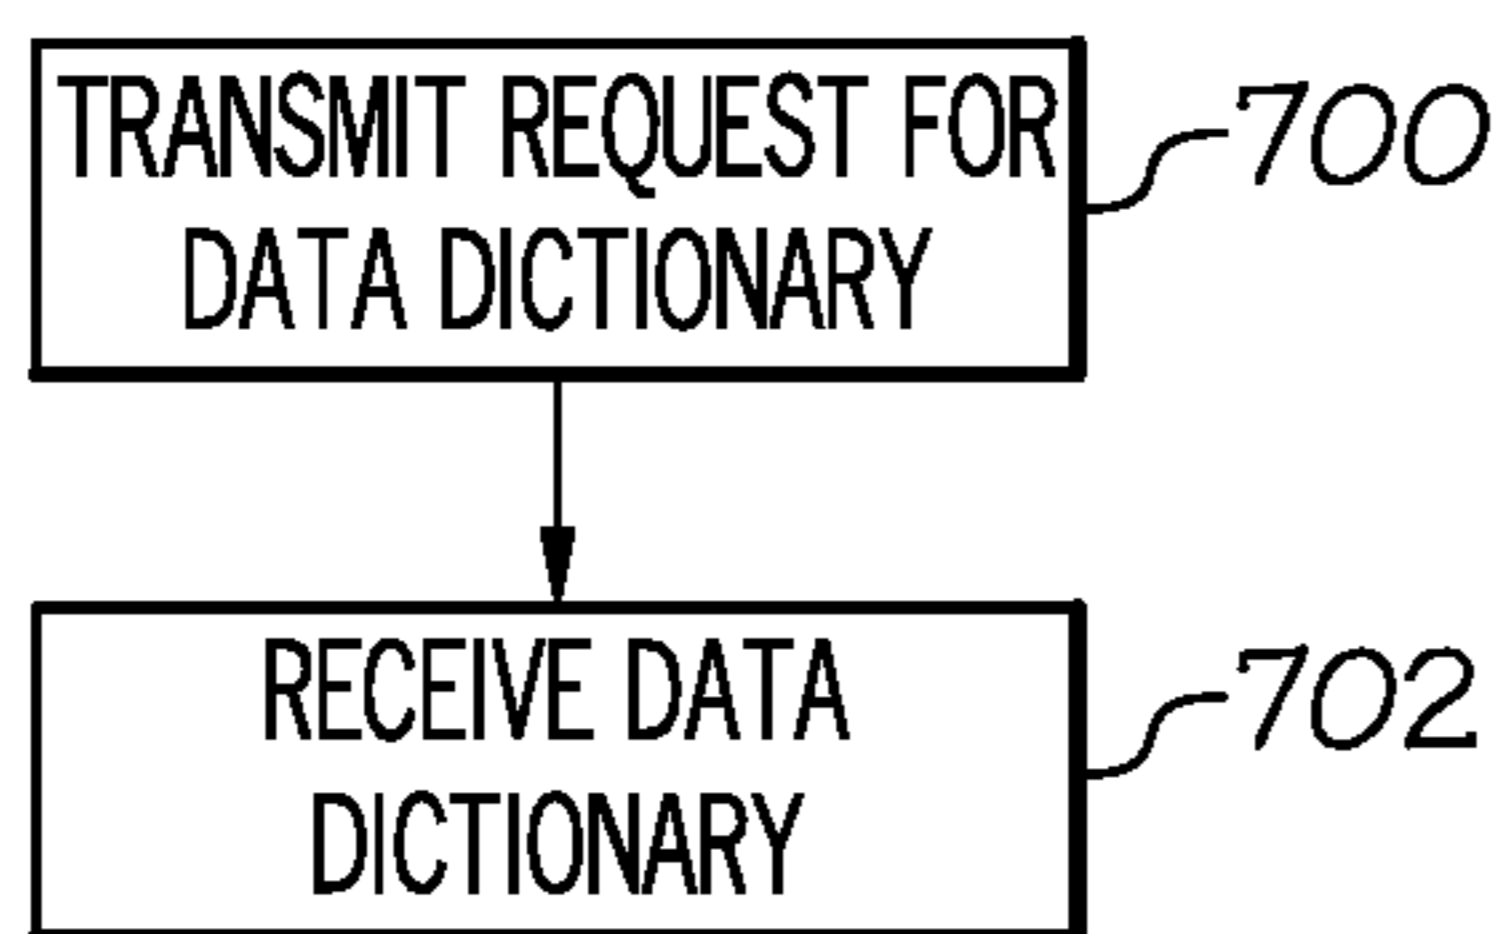 TRANSMIT REQUEST FOR
DATA DICTIONARY
700
RECEIVE DATA
DICTIONARY
702